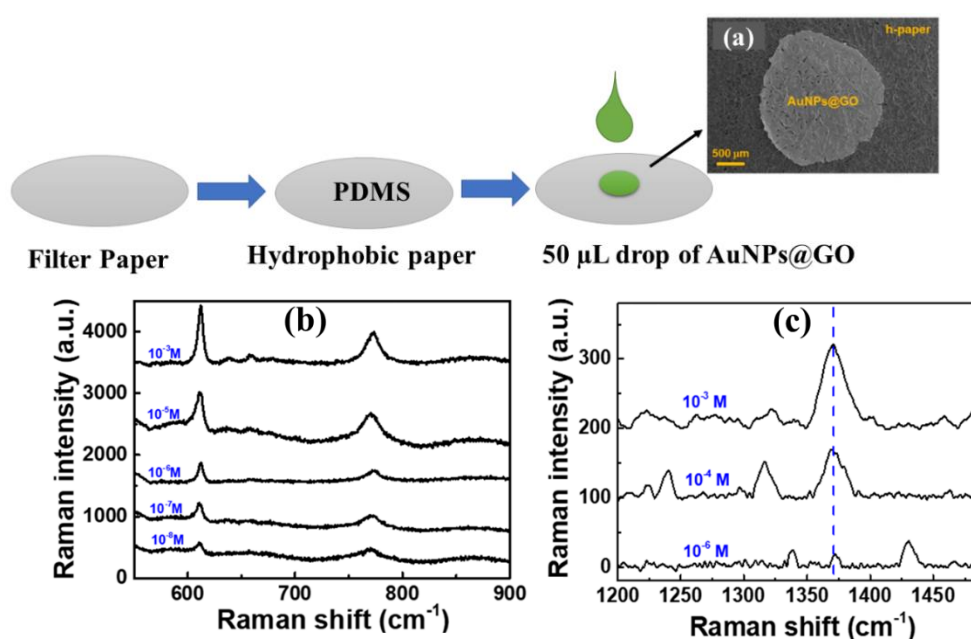 (a)
h-paper
AuNPs@GO
500 μm
PDMS
Filter Paper
Hydrophobic paper
50 μL drop of AuNPs@GO
(b)
Raman intensity (a.u.)
4000
3000
2000
1000
0
10⁻³M
10⁻⁵M
10⁻⁶M
10⁻⁷M
10⁻⁸M
600 700 800 900
Raman shift (cm⁻¹)
(c)
Raman intensity (a.u.)
300
200
100
0
10⁻³ M
10⁻⁴ M
10⁻⁶ M
1200 1250 1300 1350 1400 1450
Raman shift (cm⁻¹)